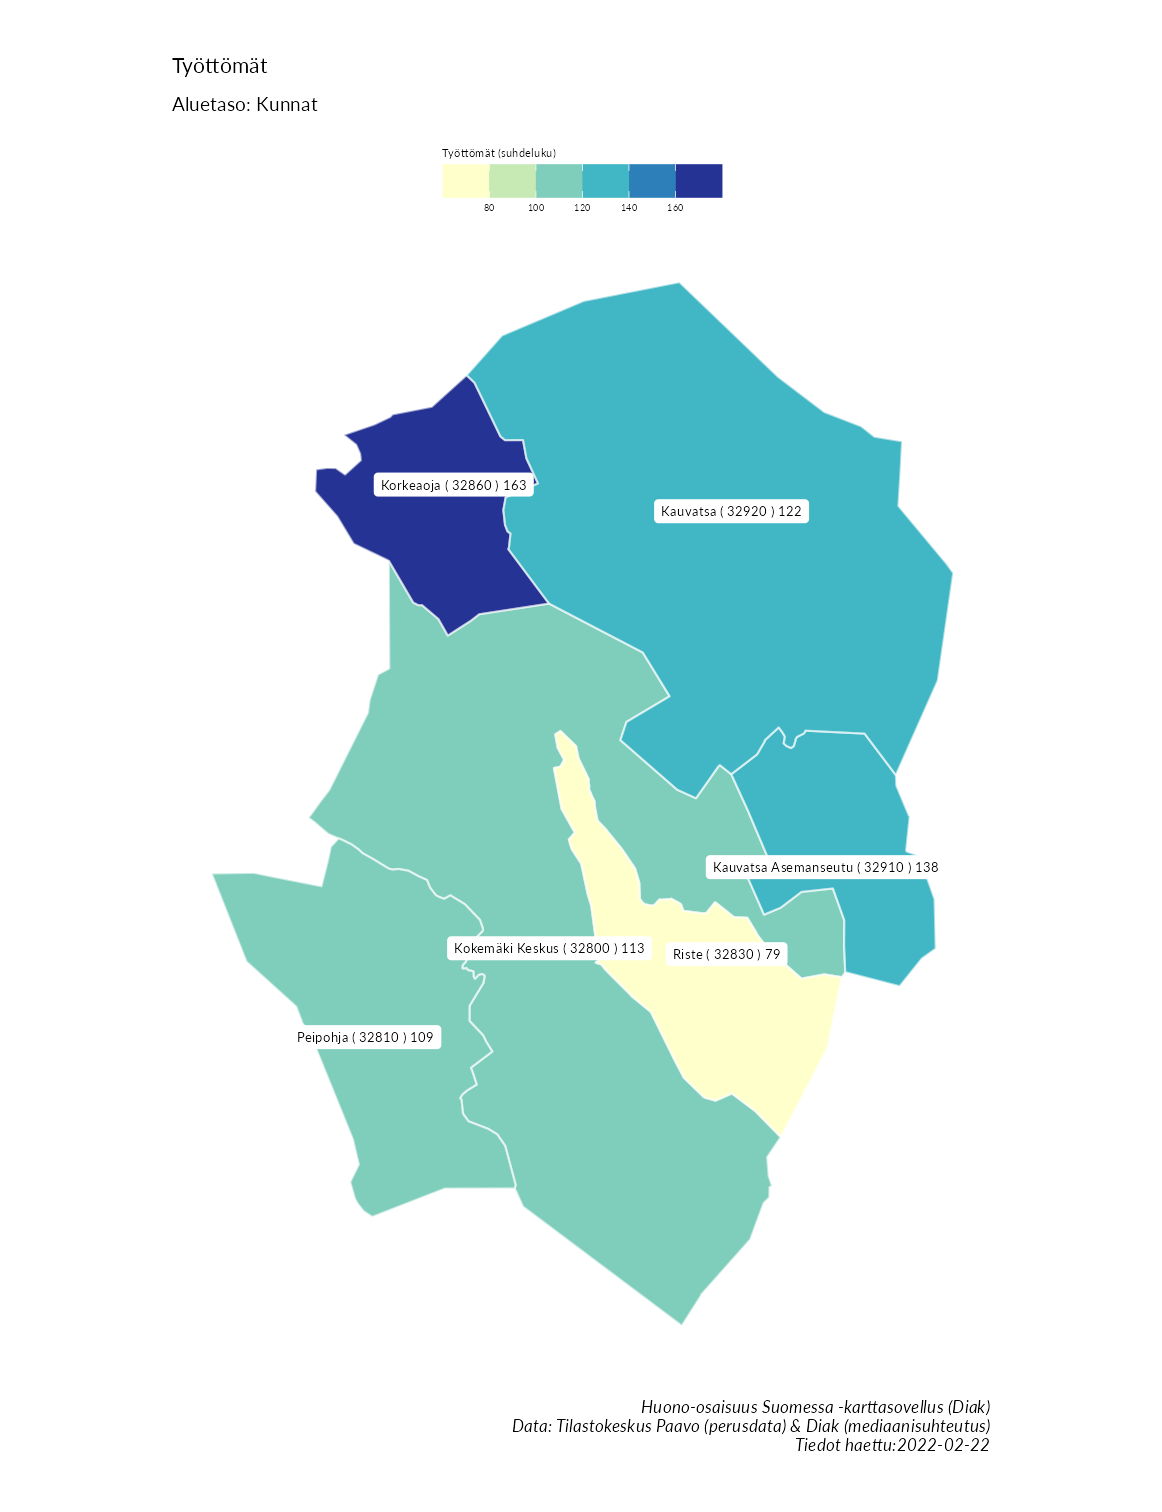 Työttömät
Aluetaso: Kunnat
Työttömät (suhdeluku)
80 100 120 140 160
Korkeaoja ( 32860 ) 163
Kauvatsa ( 32920 ) 122
Kauvatsa Asemanseutu ( 32910 ) 138
Kokemäki Keskus ( 32800 ) 113
Riste ( 32830 ) 79
Peipohja ( 32810 ) 109
Huono-osaisuus Suomessa -karttasovellus (Diak)
Data: Tilastokeskus Paavo (perusdata) & Diak (mediaanisuhteutus)
Tiedot haettu:2022-02-22